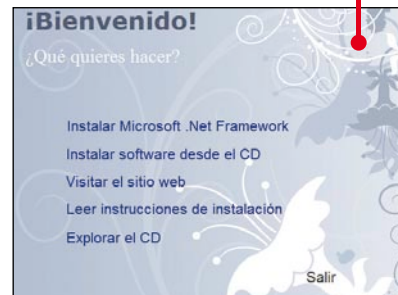 ¡Bienvenido!
¿Qué quieres hacer?
Instalar Microsoft .Net Framework
Instalar software desde el CD
Visitar el sitio web
Leer instrucciones de instalación
Explorar el CD
Salir